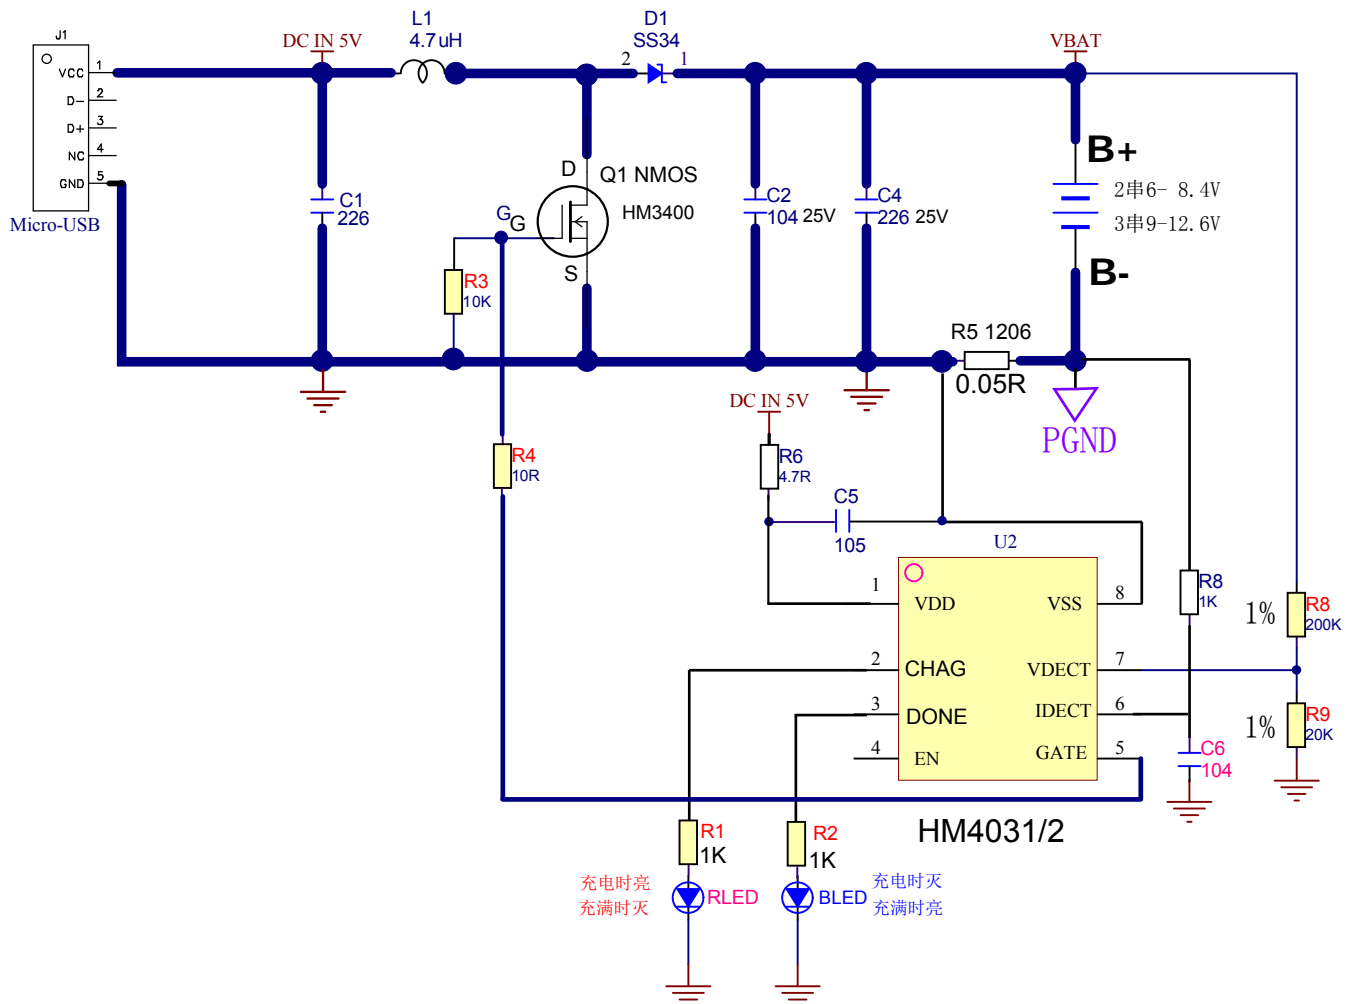 J1
VCC 1
D- 2
D+ 3
NC 4
GND 5
Micro-USB
DC IN 5V
L1
4.7uH
D1
SS34
2
1
VBAT
C1
226
D
Q1 NMOS
HM3400
G
G
S
R3
10K
C2
104 25V
C4
226 25V
B+
2串6- 8.4V
3串9-12.6V
B-
R5 1206
0.05R
PGND
DC IN 5V
R6
4.7R
R4
10R
C5
105
U2
1 VDD
2 CHAG
3 DONE
4 EN
VSS 8
VDECT 7
IDECT 6
GATE 5
HM4031/2
R8
1K
1%
R8
200K
1%
R9
20K
C6
104
R1
1K
R2
1K
充电时亮
充满时灭
RLED
BLED
充电时灭
充满时亮